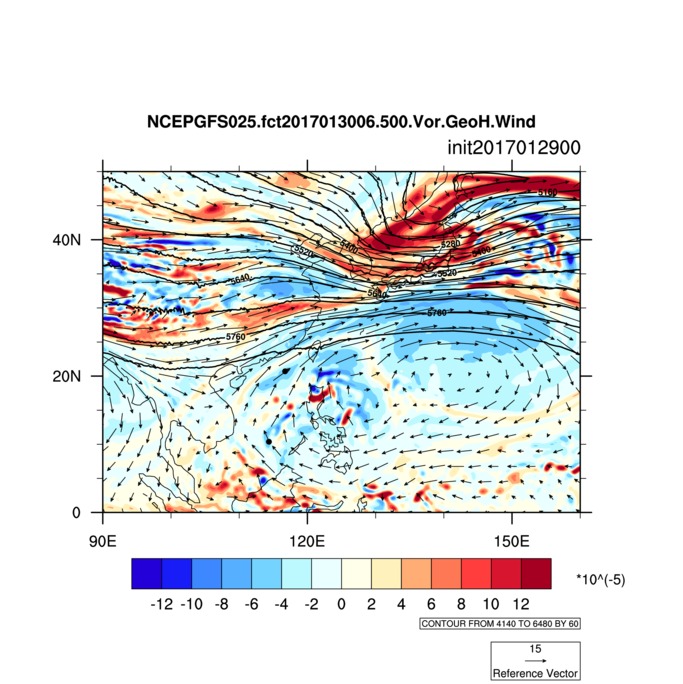 NCEPGFS025.fct2017013006.500.Vor.GeoH.Wind
init2017012900
5160
40N
5400
5280
5520
5400
5520
5640
5640
5760
5760
20N
0
90E 120E 150E
-12 -10 -8 -6 -4 -2 0 2 4 6 8 10 12
*10^(-5)
CONTOUR FROM 4140 TO 6480 BY 60
15
Reference Vector